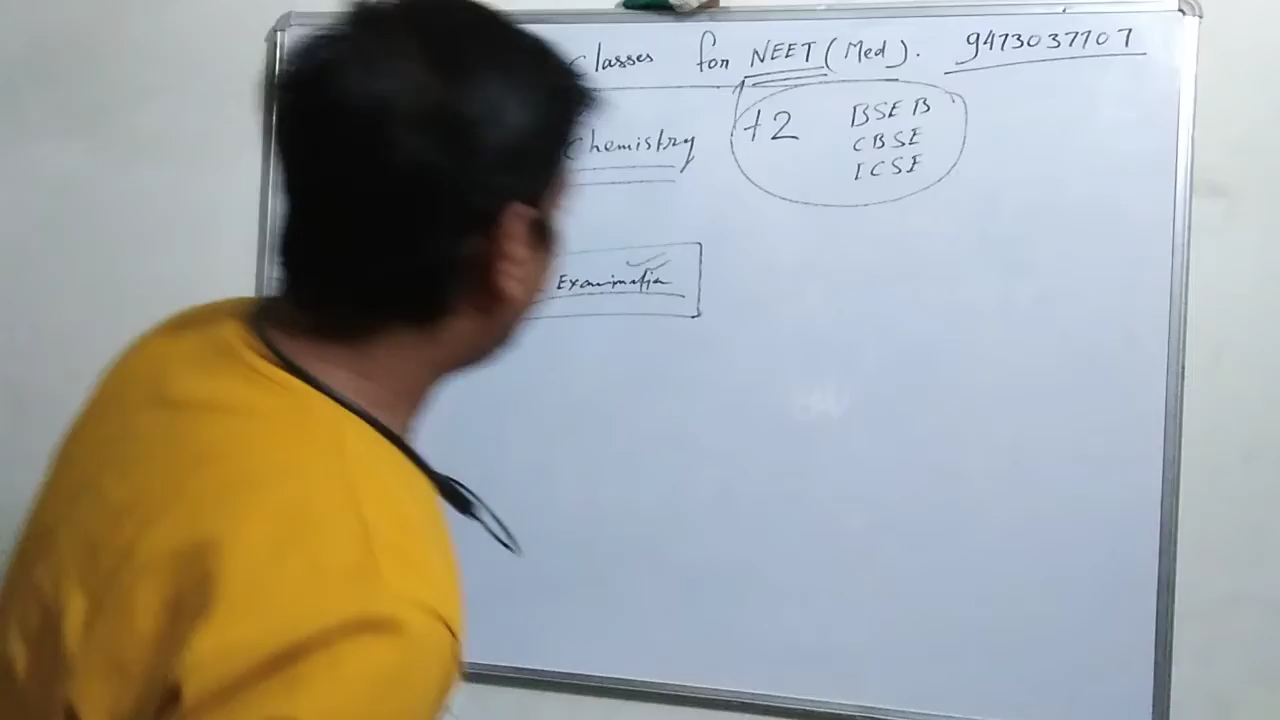 Classes for NEET (Med). 9473037707
Chemistry
+2
BSEB
CBSE
ICSE
Examination